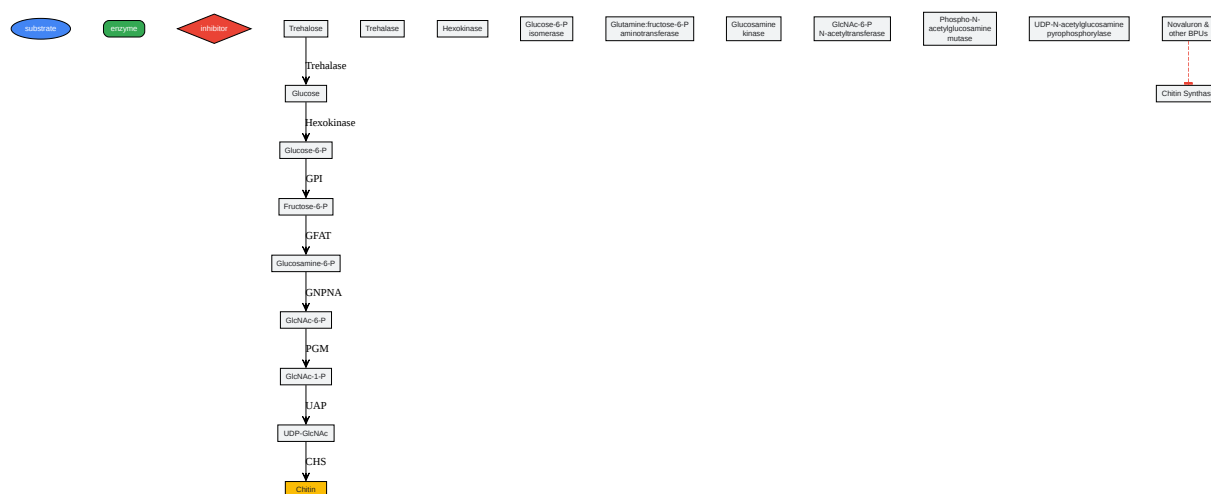 substrate
enzyme
inhibitor
Trehalose
Trehalase
Hexokinase
Glucose-6-P
isomerase
Glutamine:fructose-6-P
aminotransferase
Glucosamine
kinase
GlcNAc-6-P
N-acetyltransferase
Phospho-N-
acetylglucosamine
mutase
UDP-N-acetylglucosamine
pyrophosphorylase
Novaluron &
other BPUs
Trehalase
Glucose
Chitin Synthas
Hexokinase
Glucose-6-P
GPI
Fructose-6-P
GFAT
Glucosamine-6-P
GNPNA
GlcNAc-6-P
PGM
GlcNAc-1-P
UAP
UDP-GlcNAc
CHS
Chitin